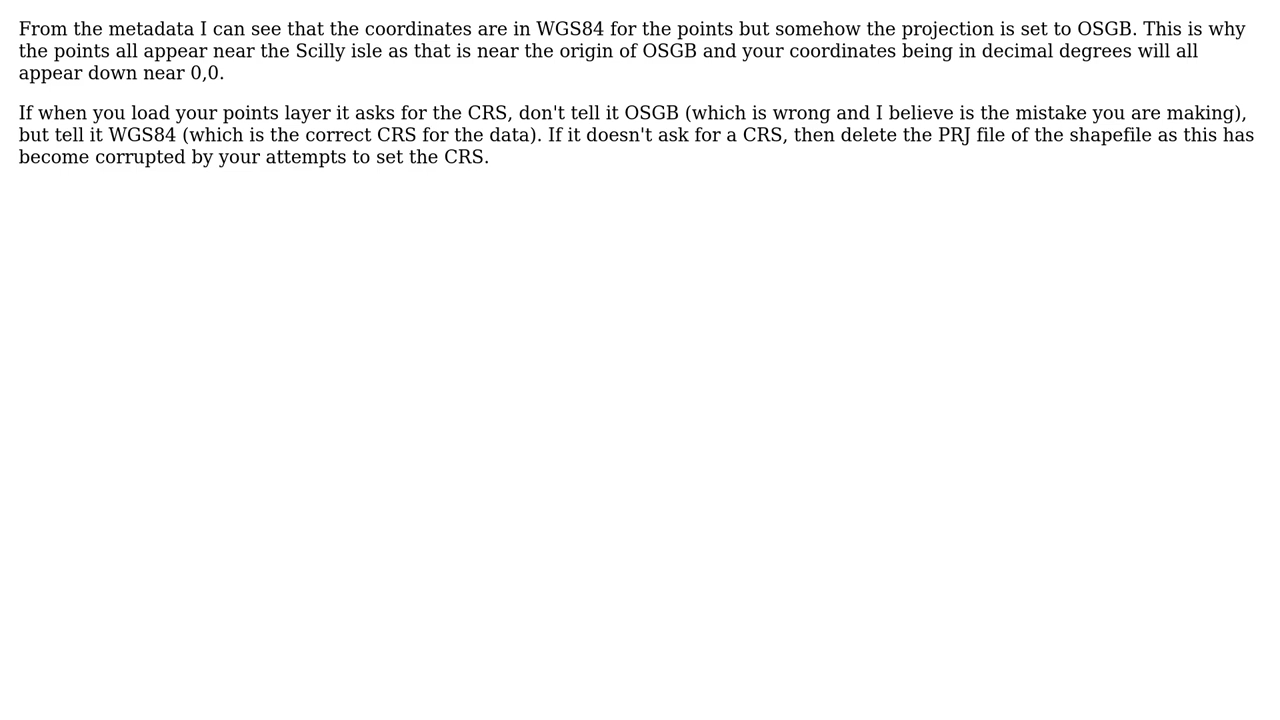 From the metadata I can see that the coordinates are in WGS84 for the points but somehow the projection is set to OSGB. This is why
the points all appear near the Scilly isle as that is near the origin of OSGB and your coordinates being in decimal degrees will all
appear down near 0,0.
If when you load your points layer it asks for the CRS, don't tell it OSGB (which is wrong and I believe is the mistake you are making),
but tell it WGS84 (which is the correct CRS for the data). If it doesn't ask for a CRS, then delete the PRJ file of the shapefile as this has
become corrupted by your attempts to set the CRS.